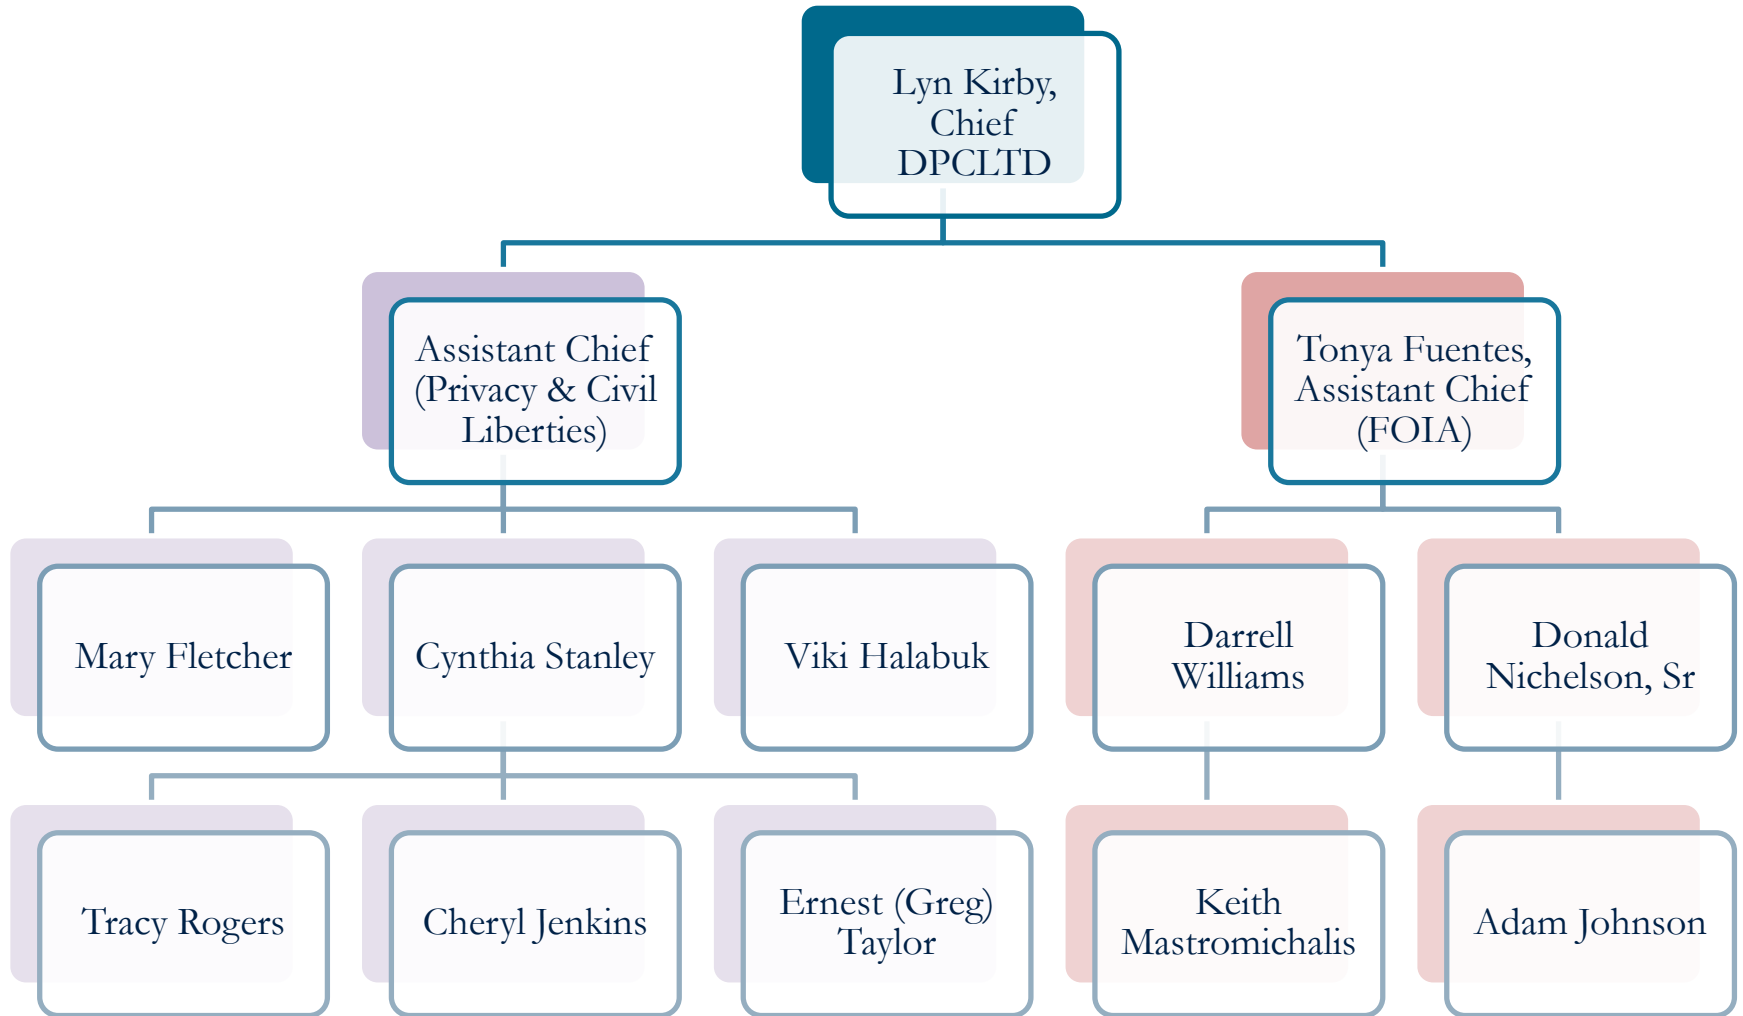 Lyn Kirby,
Chief
DPCLTD
Assistant Chief
(Privacy & Civil
Liberties)
Tonya Fuentes,
Assistant Chief
(FOIA)
Mary Fletcher
Cynthia Stanley
Viki Halabuk
Darrell
Williams
Donald
Nichelson, Sr
Tracy Rogers
Cheryl Jenkins
Ernest (Greg)
Taylor
Keith
Mastromichalis
Adam Johnson